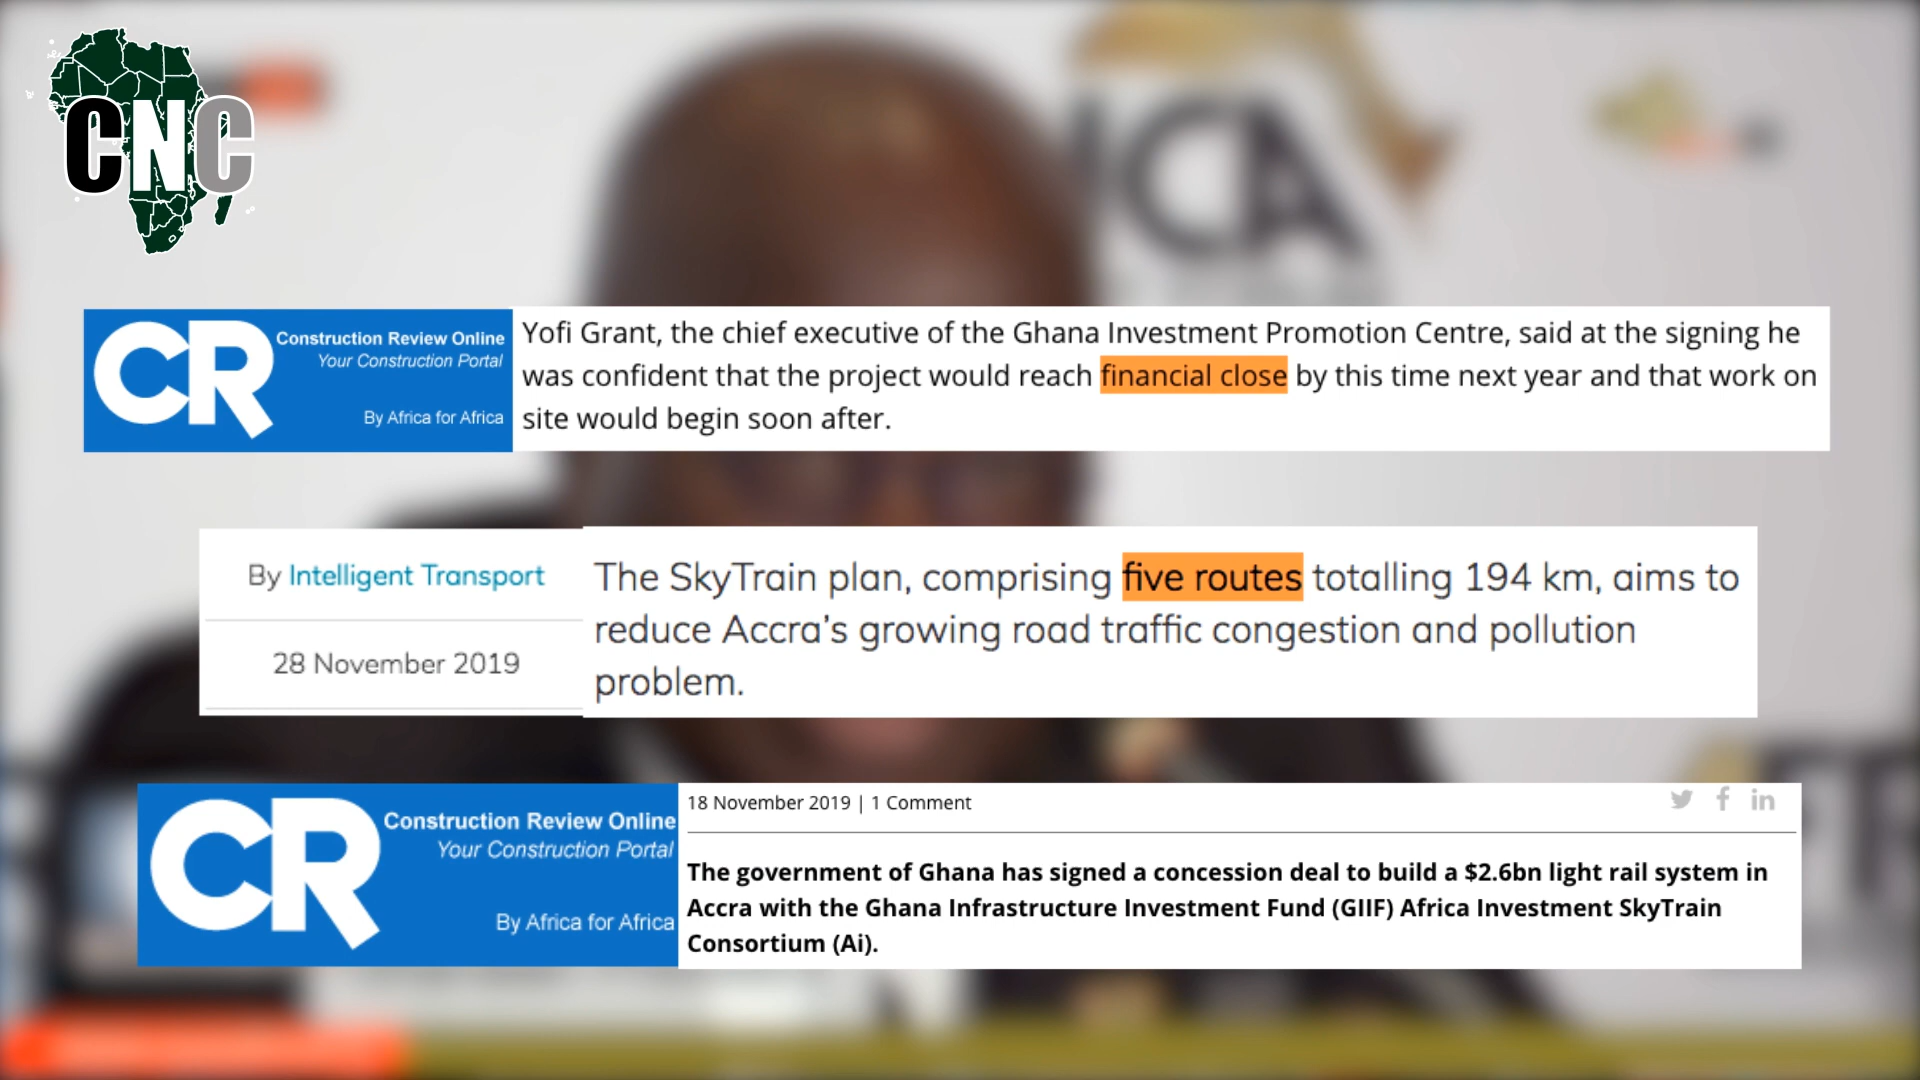 CNC
CR
Construction Review Online
Your Construction Portal
By Africa for Africa
Yofi Grant, the chief executive of the Ghana Investment Promotion Centre, said at the signing he
was confident that the project would reach financial close by this time next year and that work on
site would begin soon after.
By Intelligent Transport
28 November 2019
The SkyTrain plan, comprising five routes totalling 194 km, aims to
reduce Accra's growing road traffic congestion and pollution
problem.
CR
Construction Review Online
Your Construction Portal
By Africa for Africa
18 November 2019 | 1 Comment
The government of Ghana has signed a concession deal to build a $2.6bn light rail system in
Accra with the Ghana Infrastructure Investment Fund (GIIF) Africa Investment SkyTrain
Consortium (Ai).